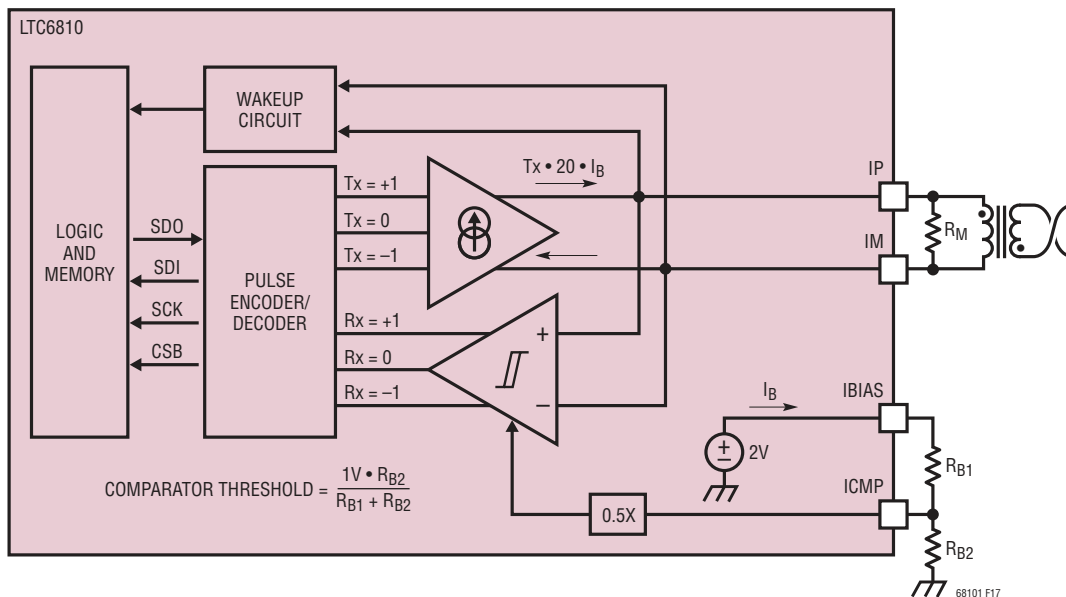 LTC6810
WAKEUP
CIRCUIT
LOGIC
AND
MEMORY
SDO
SDI
SCK
CSB
PULSE
ENCODER/
DECODER
Tx = +1
Tx = 0
Tx = –1
Rx = +1
Rx = 0
Rx = –1
Tx • 20 • IB
+
–
IP
IM
RM
IB
IBIAS
+
–
2V
ICMP
0.5X
RB1
RB2
COMPARATOR THRESHOLD = 1V • RB2
RB1 + RB2
68101 F17